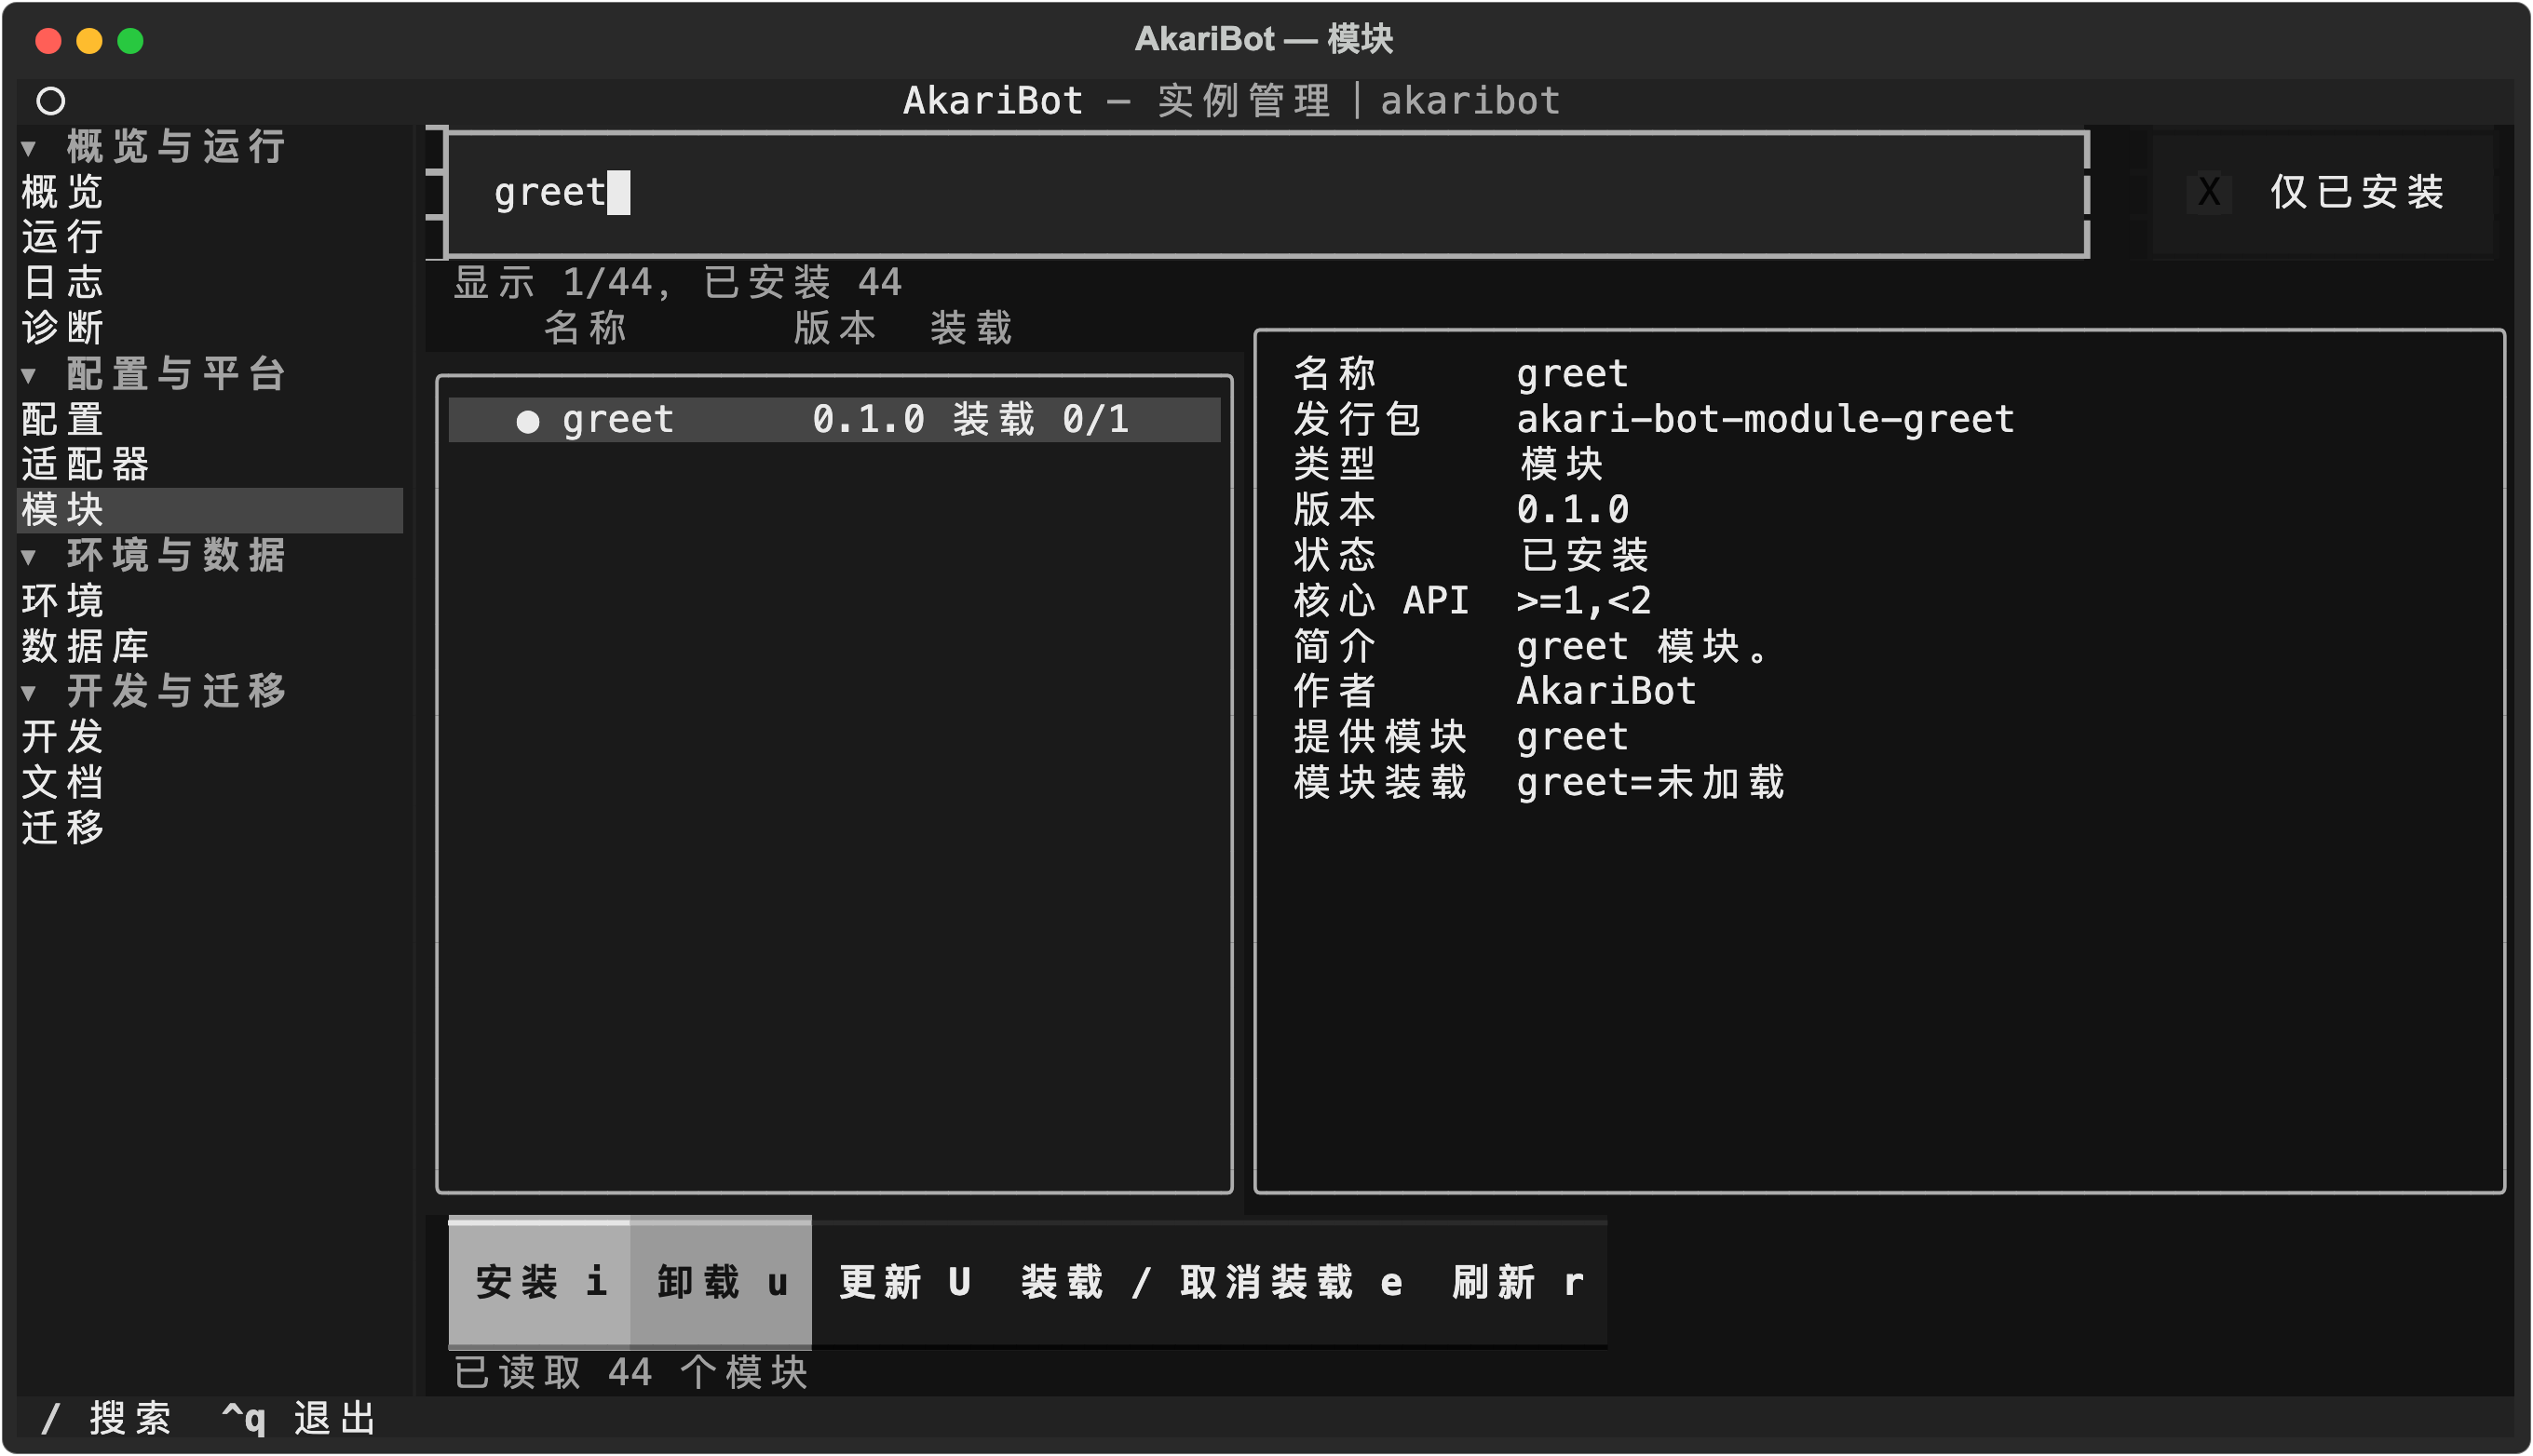 AkariBot — 模块
AkariBot — 实例管理 | akaribot
▼ 概览与运行
概览
运行
日志
诊断
▼ 配置与平台
配置
适配器
模块
▼ 环境与数据
环境
数据库
▼ 开发与迁移
开发
文档
迁移
greet
X 仅已安装
显示 1/44, 已安装 44
名称 版本 装载
● greet 0.1.0 装载 0/1
名称 greet
发行包 akari-bot-module-greet
类型 模块
版本 0.1.0
状态 已安装
核心 API >=1,<2
简介 greet 模块。
作者 AkariBot
提供模块 greet
模块装载 greet=未加载
安装 i 卸载 u 更新 U 装载 / 取消装载 e 刷新 r
已读取 44 个模块
/ 搜索 ^q 退出